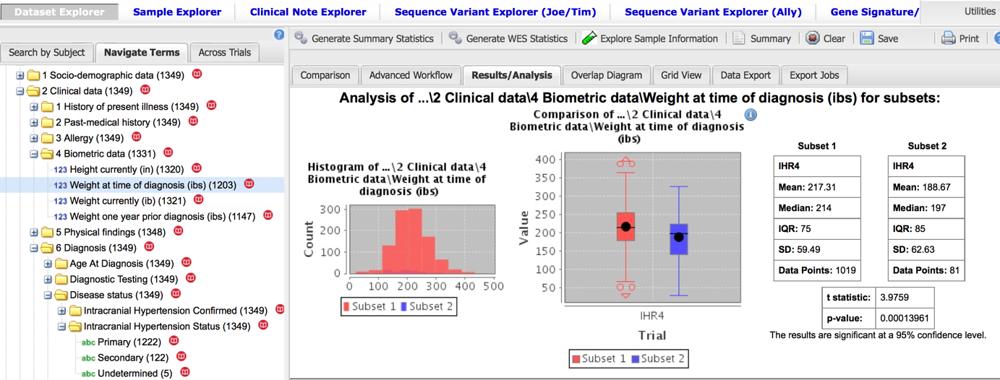 Dataset Explorer
Sample Explorer
Clinical Note Explorer
Sequence Variant Explorer (Joe/Tim)
Sequence Variant Explorer (Ally)
Gene Signature/
Utilities
Generate Summary Statistics
Generate WES Statistics
Explore Sample Information
Summary
Clear
Save
Print
Search by Subject
Navigate Terms
Across Trials
1 Socio-demographic data (1349)
2 Clinical data (1349)
1 History of present illness (1349)
2 Past-medical history (1349)
3 Allergy (1349)
4 Biometric data (1331)
123 Height currently (in) (1320)
123 Weight at time of diagnosis (ibs) (1203)
123 Weight currently (ib) (1321)
123 Weight one year prior diagnosis (ibs) (1147)
5 Physical findings (1348)
6 Diagnosis (1349)
Age At Diagnosis (1349)
Diagnostic Testing (1349)
Disease status (1349)
Intracranial Hypertension Confirmed (1349)
Intracranial Hypertension Status (1349)
abc Primary (1222)
abc Secondary (122)
abc Undetermined (5)
Comparison
Advanced Workflow
Results/Analysis
Overlap Diagram
Grid View
Data Export
Export Jobs
Analysis of ...\2 Clinical data\4 Biometric data\Weight at time of diagnosis (ibs) for subsets:
Histogram of ...\2 Clinical data\4
Biometric data\Weight at time of
diagnosis (ibs)
Count
300
200
100
0
0 100 200 300 400 500
Subset 1 Subset 2
Comparison of ...\2 Clinical data\4
Biometric data\Weight at time of diagnosis
(ibs)
Value
400
350
300
250
200
150
100
50
IHR4
Trial
Subset 1 Subset 2
Subset 1
IHR4
Mean: 217.31
Median: 214
IQR: 75
SD: 59.49
Data Points: 1019
Subset 2
IHR4
Mean: 188.67
Median: 197
IQR: 85
SD: 62.63
Data Points: 81
t statistic: 3.9759
p-value: 0.00013961
The results are significant at a 95% confidence level.